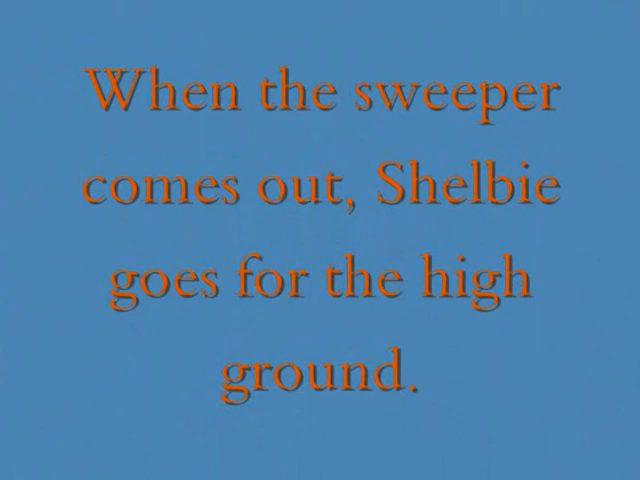 When the sweeper
comes out, Shelbie
goes for the high
ground.